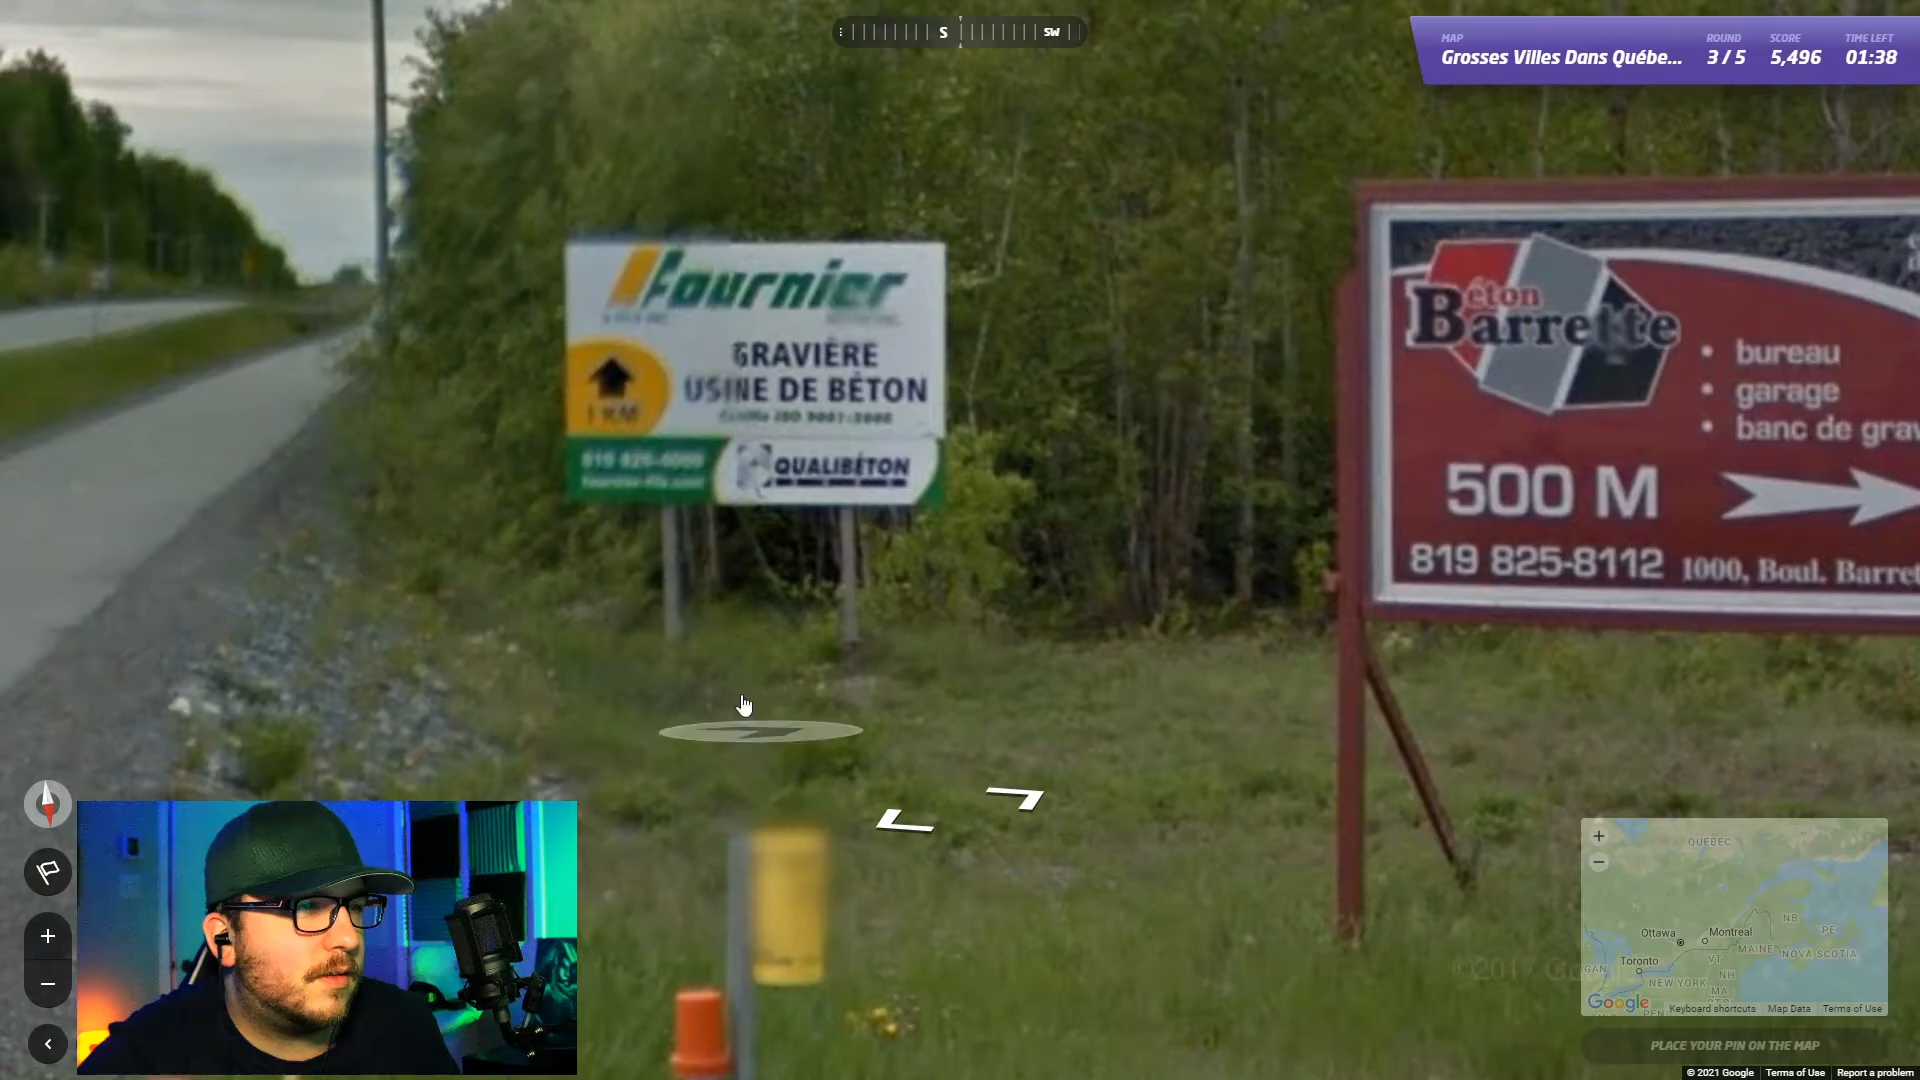 S
SW
MAP
Grosses Villes Dans Québe...
ROUND
3 / 5
SCORE
5,496
TIME LEFT
01:38
Fournier
GRAVIÈRE
USINE DE BÉTON
1 KM
QUALIBÉTON
Béton
Barrette
• bureau
• garage
• banc de grav
500 M
819 825-8112 1000, Boul. Barret
QUÉBEC
Ottawa
Montreal
NB
PE
MAINE
NOVA SCOTIA
Toronto
VT
NH
GAN
NEW YORK
MA
PEN
Google
Keyboard shortcuts
Map Data
Terms of Use
PLACE YOUR PIN ON THE MAP
© 2021 Google
Terms of Use
Report a problem